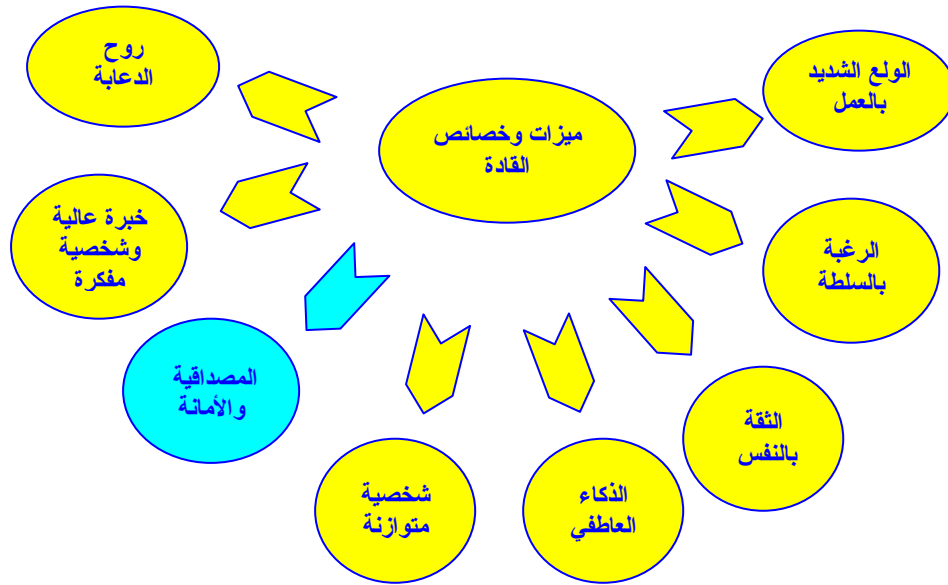 ميزات وخصائص
القادة
الولع الشديد
بالعمل
الرغبة
بالسلطة
الثقة
بالنفس
الذكاء
العاطفي
شخصية
متوازنة
المصداقية
والأمانة
خبرة عالية
وشخصية
مفكرة
روح
الدعابة